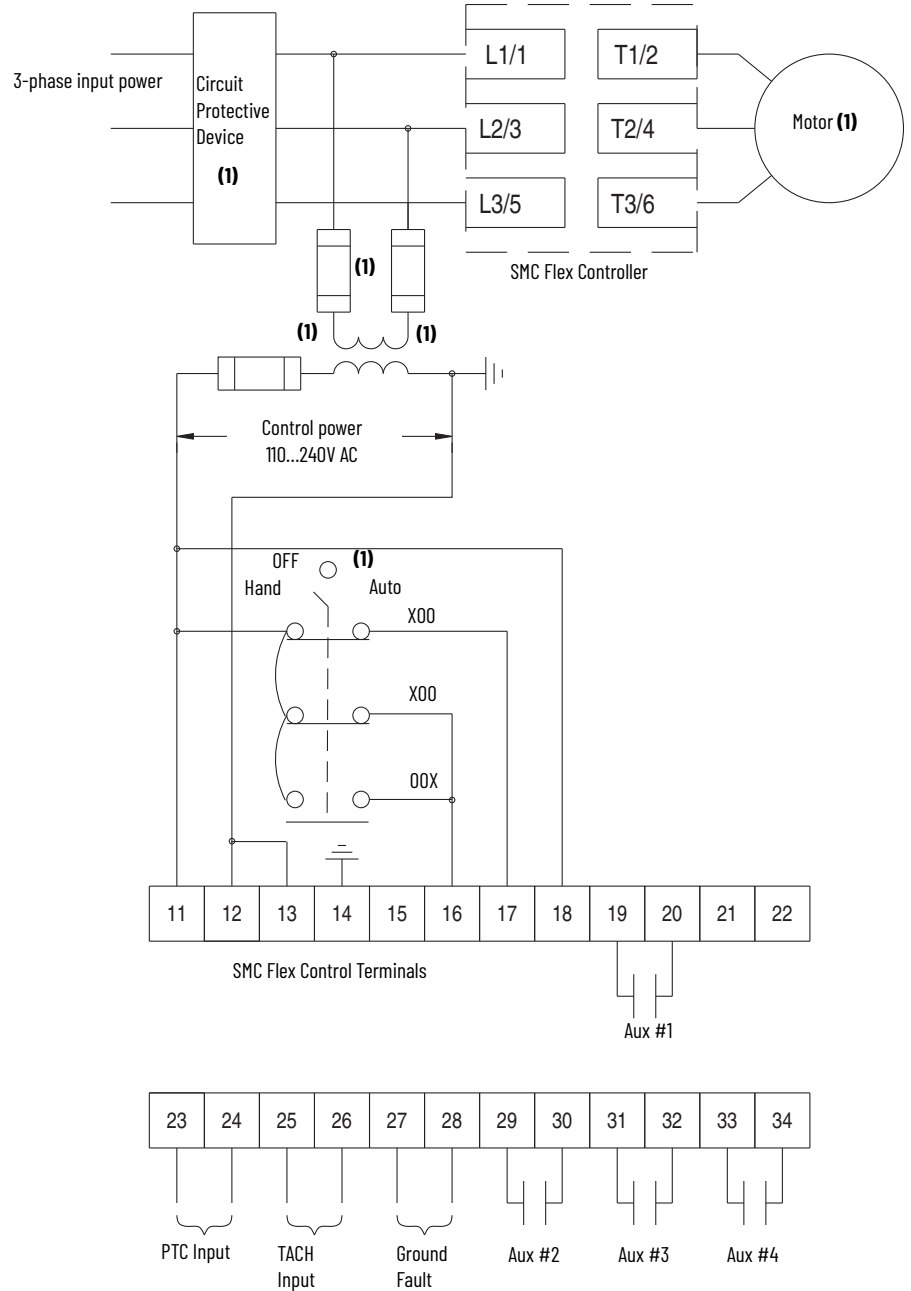 3-phase input power
Circuit
Protective
Device
(1)
L1/1
T1/2
L2/3
T2/4
L3/5
T3/6
Motor (1)
SMC Flex Controller
(1)
(1)
(1)
Control power
110...240V AC
OFF
(1)
Hand
Auto
X00
X00
00X
11
12
13
14
15
16
17
18
19
20
21
22
SMC Flex Control Terminals
Aux #1
23
24
25
26
27
28
29
30
31
32
33
34
PTC Input
TACH
Input
Ground
Fault
Aux #2
Aux #3
Aux #4